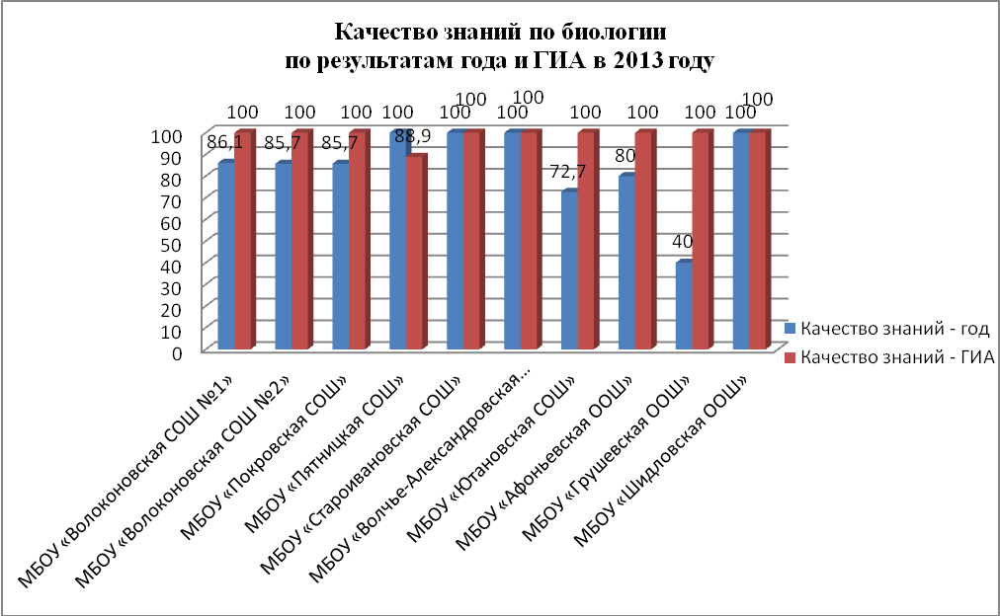 Качество знаний по биологии
по результатам года и ГИА в 2013 году
100 100 100 100 100 100 100 100 100 100 100 100 100
86,1 85,7 85,7 88,9 72,7 80 40
100
90
80
70
60
50
40
30
20
10
0
Качество знаний - год
Качество знаний - ГИА
МБОУ «Волоконовская СОШ №1»
МБОУ «Волоконовская СОШ №2»
МБОУ «Покровская СОШ»
МБОУ «Пятницкая СОШ»
МБОУ «Староивановская СОШ»
МБОУ «Волчье-Александровская...
МБОУ «Ютановская СОШ»
МБОУ «Афоньевская ООШ»
МБОУ «Грушевская ООШ»
МБОУ «Шидловская ООШ»